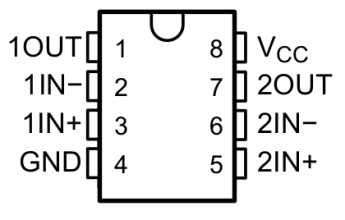 1OUT 1 8 VCC
1IN− 2 7 2OUT
1IN+ 3 6 2IN−
GND 4 5 2IN+